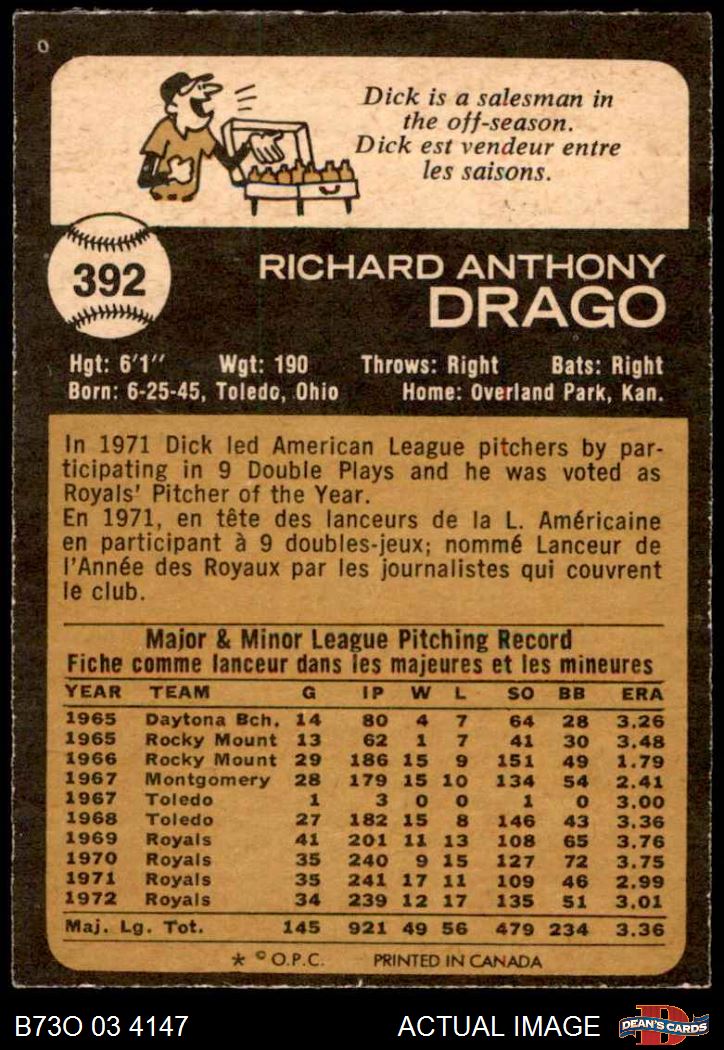 0
Dick is a salesman in
the off-season.
Dick est vendeur entre
les saisons.
392
RICHARD ANTHONY
DRAGO
Hgt: 6'1" Wgt: 190 Throws: Right Bats: Right
Born: 6-25-45, Toledo, Ohio Home: Overland Park, Kan.
In 1971 Dick led American League pitchers by par-
ticipating in 9 Double Plays and he was voted as
Royals' Pitcher of the Year.
En 1971, en tête des lanceurs de la L. Américaine
en participant à 9 doubles-jeux; nommé Lanceur de
l'Année des Royaux par les journalistes qui couvrent
le club.
Major & Minor League Pitching Record
Fiche comme lanceur dans les majeures et les mineures
YEAR TEAM G IP W L SO BB ERA
1965 Daytona Bch. 14 80 4 7 64 28 3.26
1965 Rocky Mount 13 62 1 7 41 30 3.48
1966 Rocky Mount 29 186 15 9 151 49 1.79
1967 Montgomery 28 179 15 10 134 54 2.41
1967 Toledo 1 3 0 0 1 0 3.00
1968 Toledo 27 182 15 8 146 43 3.36
1969 Royals 41 201 11 13 108 65 3.76
1970 Royals 35 240 9 15 127 72 3.75
1971 Royals 35 241 17 11 109 46 2.99
1972 Royals 34 239 12 17 135 51 3.01
Maj. Lg. Tot. 145 921 49 56 479 234 3.36
* © O.P.C. PRINTED IN CANADA
B73O 03 4147 ACTUAL IMAGE D DEAN'S CARDS